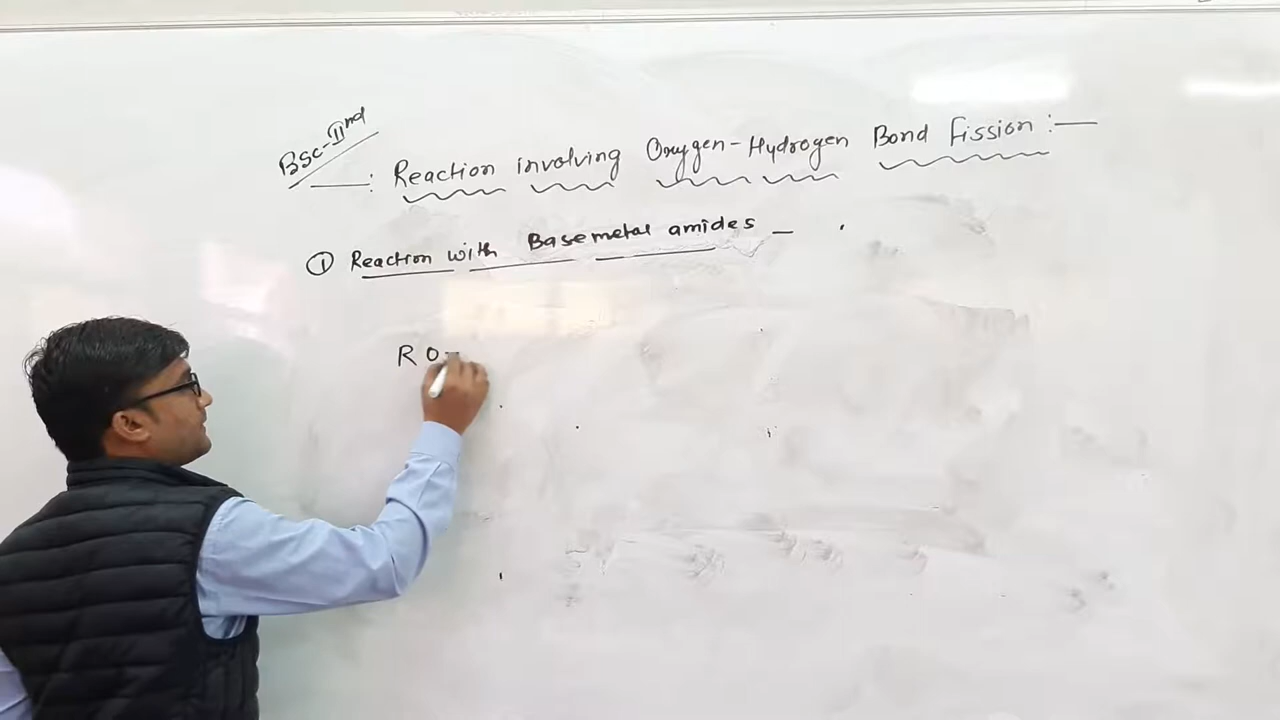 BSc-IInd
: Reaction involving Oxygen-Hydrogen Bond Fission :—
① Reaction with Basemetal amides —
R O-